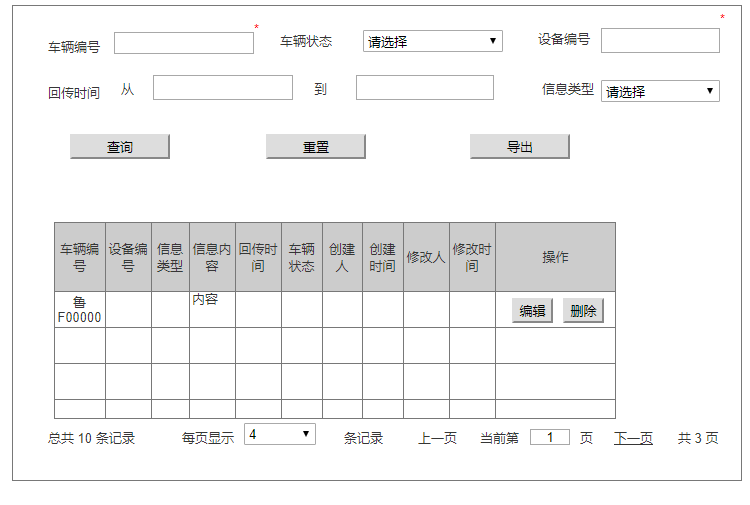 车辆编号 * 车辆状态 请选择 设备编号 *
回传时间 从 到 信息类型 请选择
查询 重置 导出
车辆编号 设备编号 信息类型 信息内容 回传时间 车辆状态 创建人 创建时间 修改人 修改时间 操作
鲁F00000 内容 编辑 删除
总共 10 条记录 每页显示 4 条记录 上一页 当前第 1 页 下一页 共 3 页